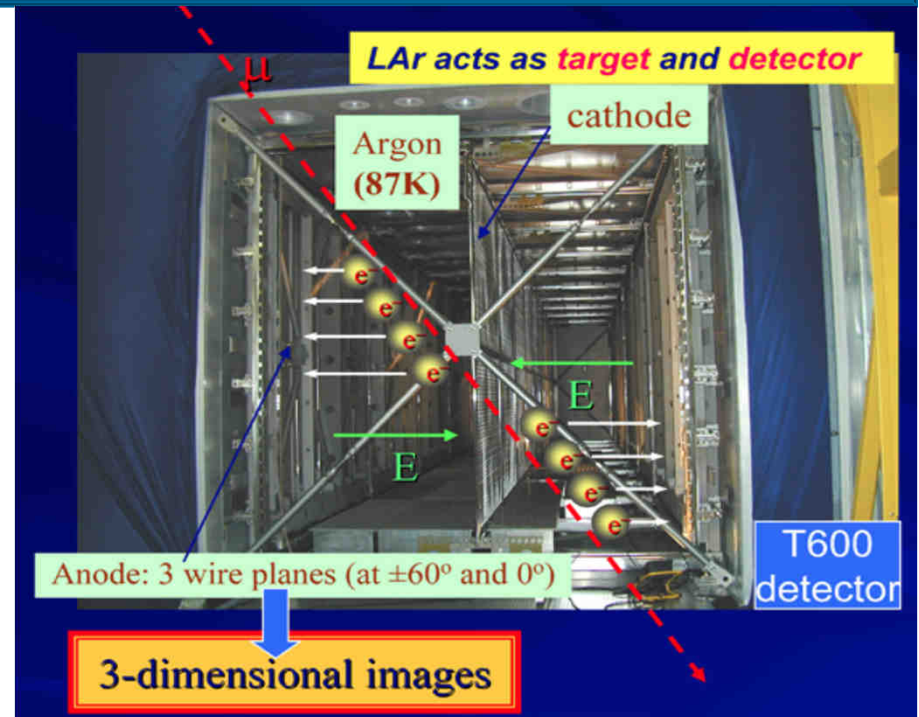 LAr acts as target and detector
μ
cathode
Argon
(87K)
e⁻
e⁻
e⁻
e⁻
E
E
e⁻
e⁻
e⁻
e⁻
Anode: 3 wire planes (at ±60° and 0°)
T600
detector
3-dimensional images